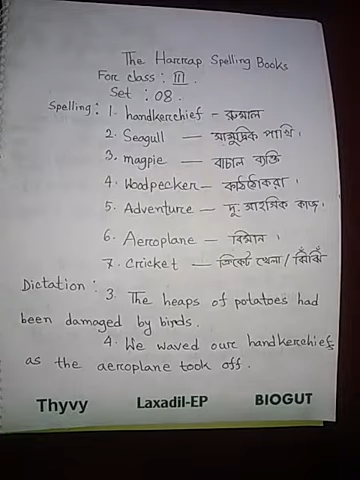 The Harrap Spelling Books
For class : III.
Set : 08.
Spelling : 1. handkerchief - রুমাল
2. Seagull — সামুদ্রিক পাখি।
3. magpie — বাচাল ব্যক্তি
4. Woodpecker — কাঠঠোকরা।
5. Adventure — দুঃসাহসিক কাজ।
6. Aeroplane — বিমান।
7. Cricket — ক্রিকেট খেলা / ঝিঁঝিঁ
Dictation :
3. The heaps of potatoes had
been damaged by birds.
4. We waved our handkerchiefs
as the aeroplane took off.
Thyvy Laxadil-EP BIOGUT